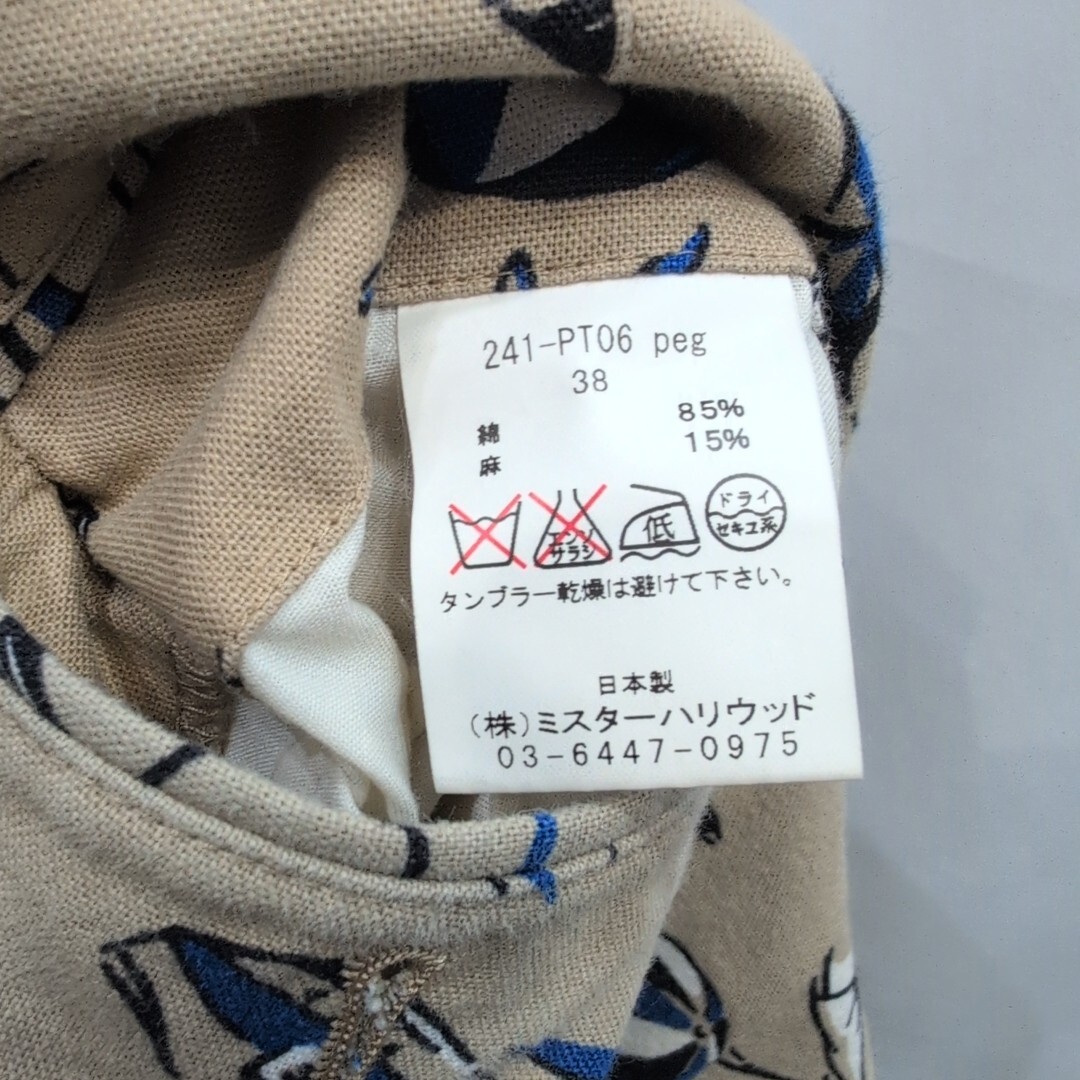 241-PT06 peg
38
綿 85%
麻 15%
エンソサラシ 低 ドライ セキユ系
タンブラー乾燥は避けて下さい。
日本製
(株)ミスターハリウッド
03-6447-0975